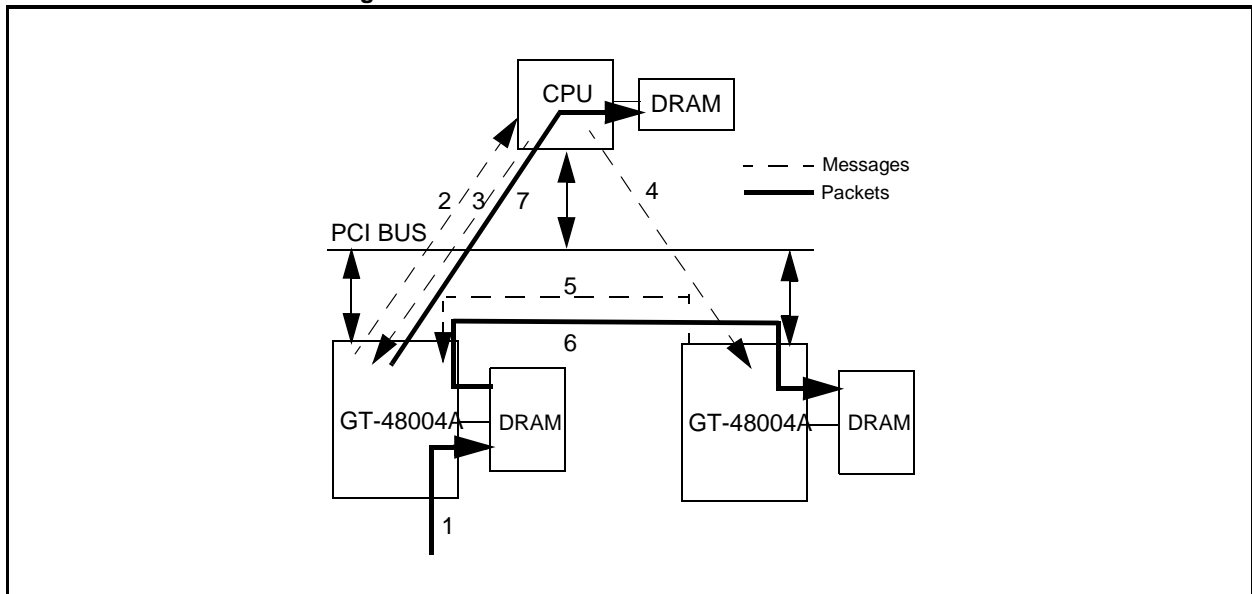 CPU
DRAM
Messages
Packets
2
3
7
4
PCI BUS
5
6
GT-48004A
DRAM
GT-48004A
DRAM
1